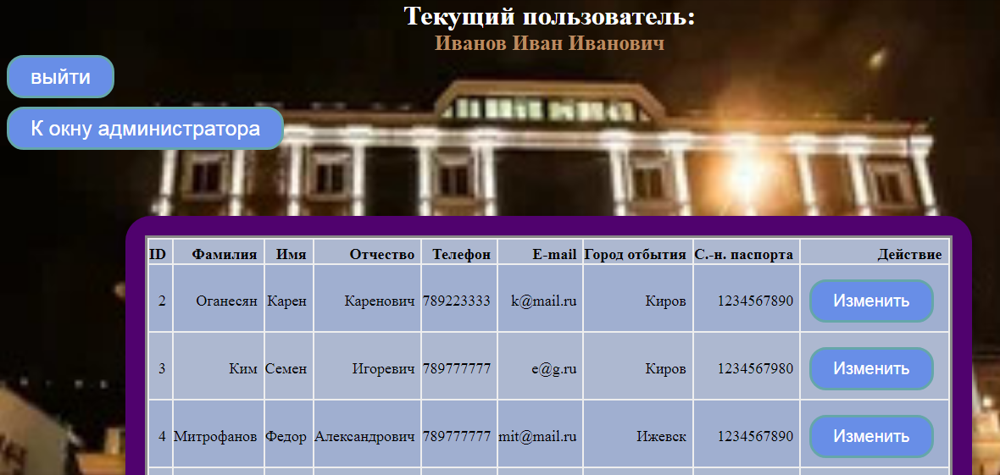 Текущий пользователь:
Иванов Иван Иванович
выйти
К окну администратора
ID Фамилия Имя Отчество Телефон E-mail Город отбытия С.-н. паспорта Действие
2 Оганесян Карен Каренович 789223333 k@mail.ru Киров 1234567890 Изменить
3 Ким Семен Игоревич 789777777 e@g.ru Киров 1234567980 Изменить
4 Митрофанов Федор Александрович 789777777 mit@mail.ru Ижевск 1234567890 Изменить